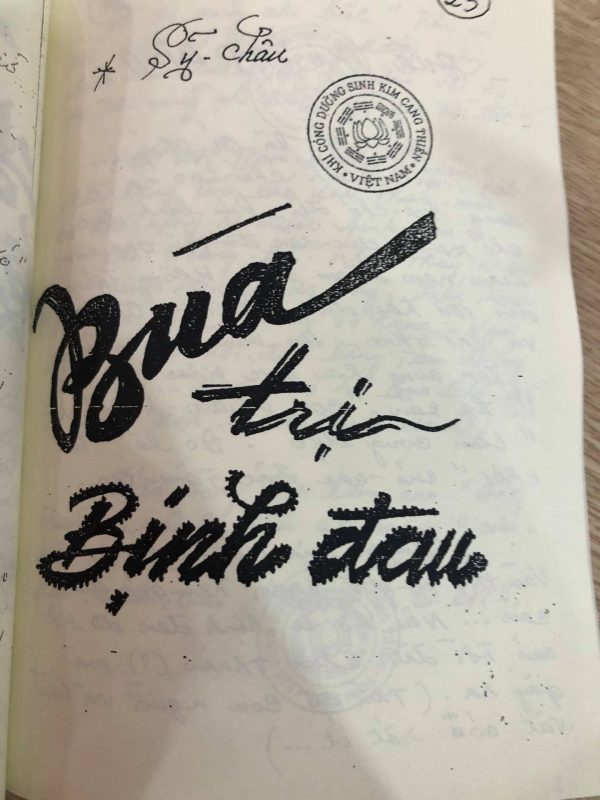 * Sỹ-Châu
KHÍ CÔNG DƯỠNG SINH KIM CANG THIỀN
• VIỆT NAM •
Bùa
trị
Bịnh đau